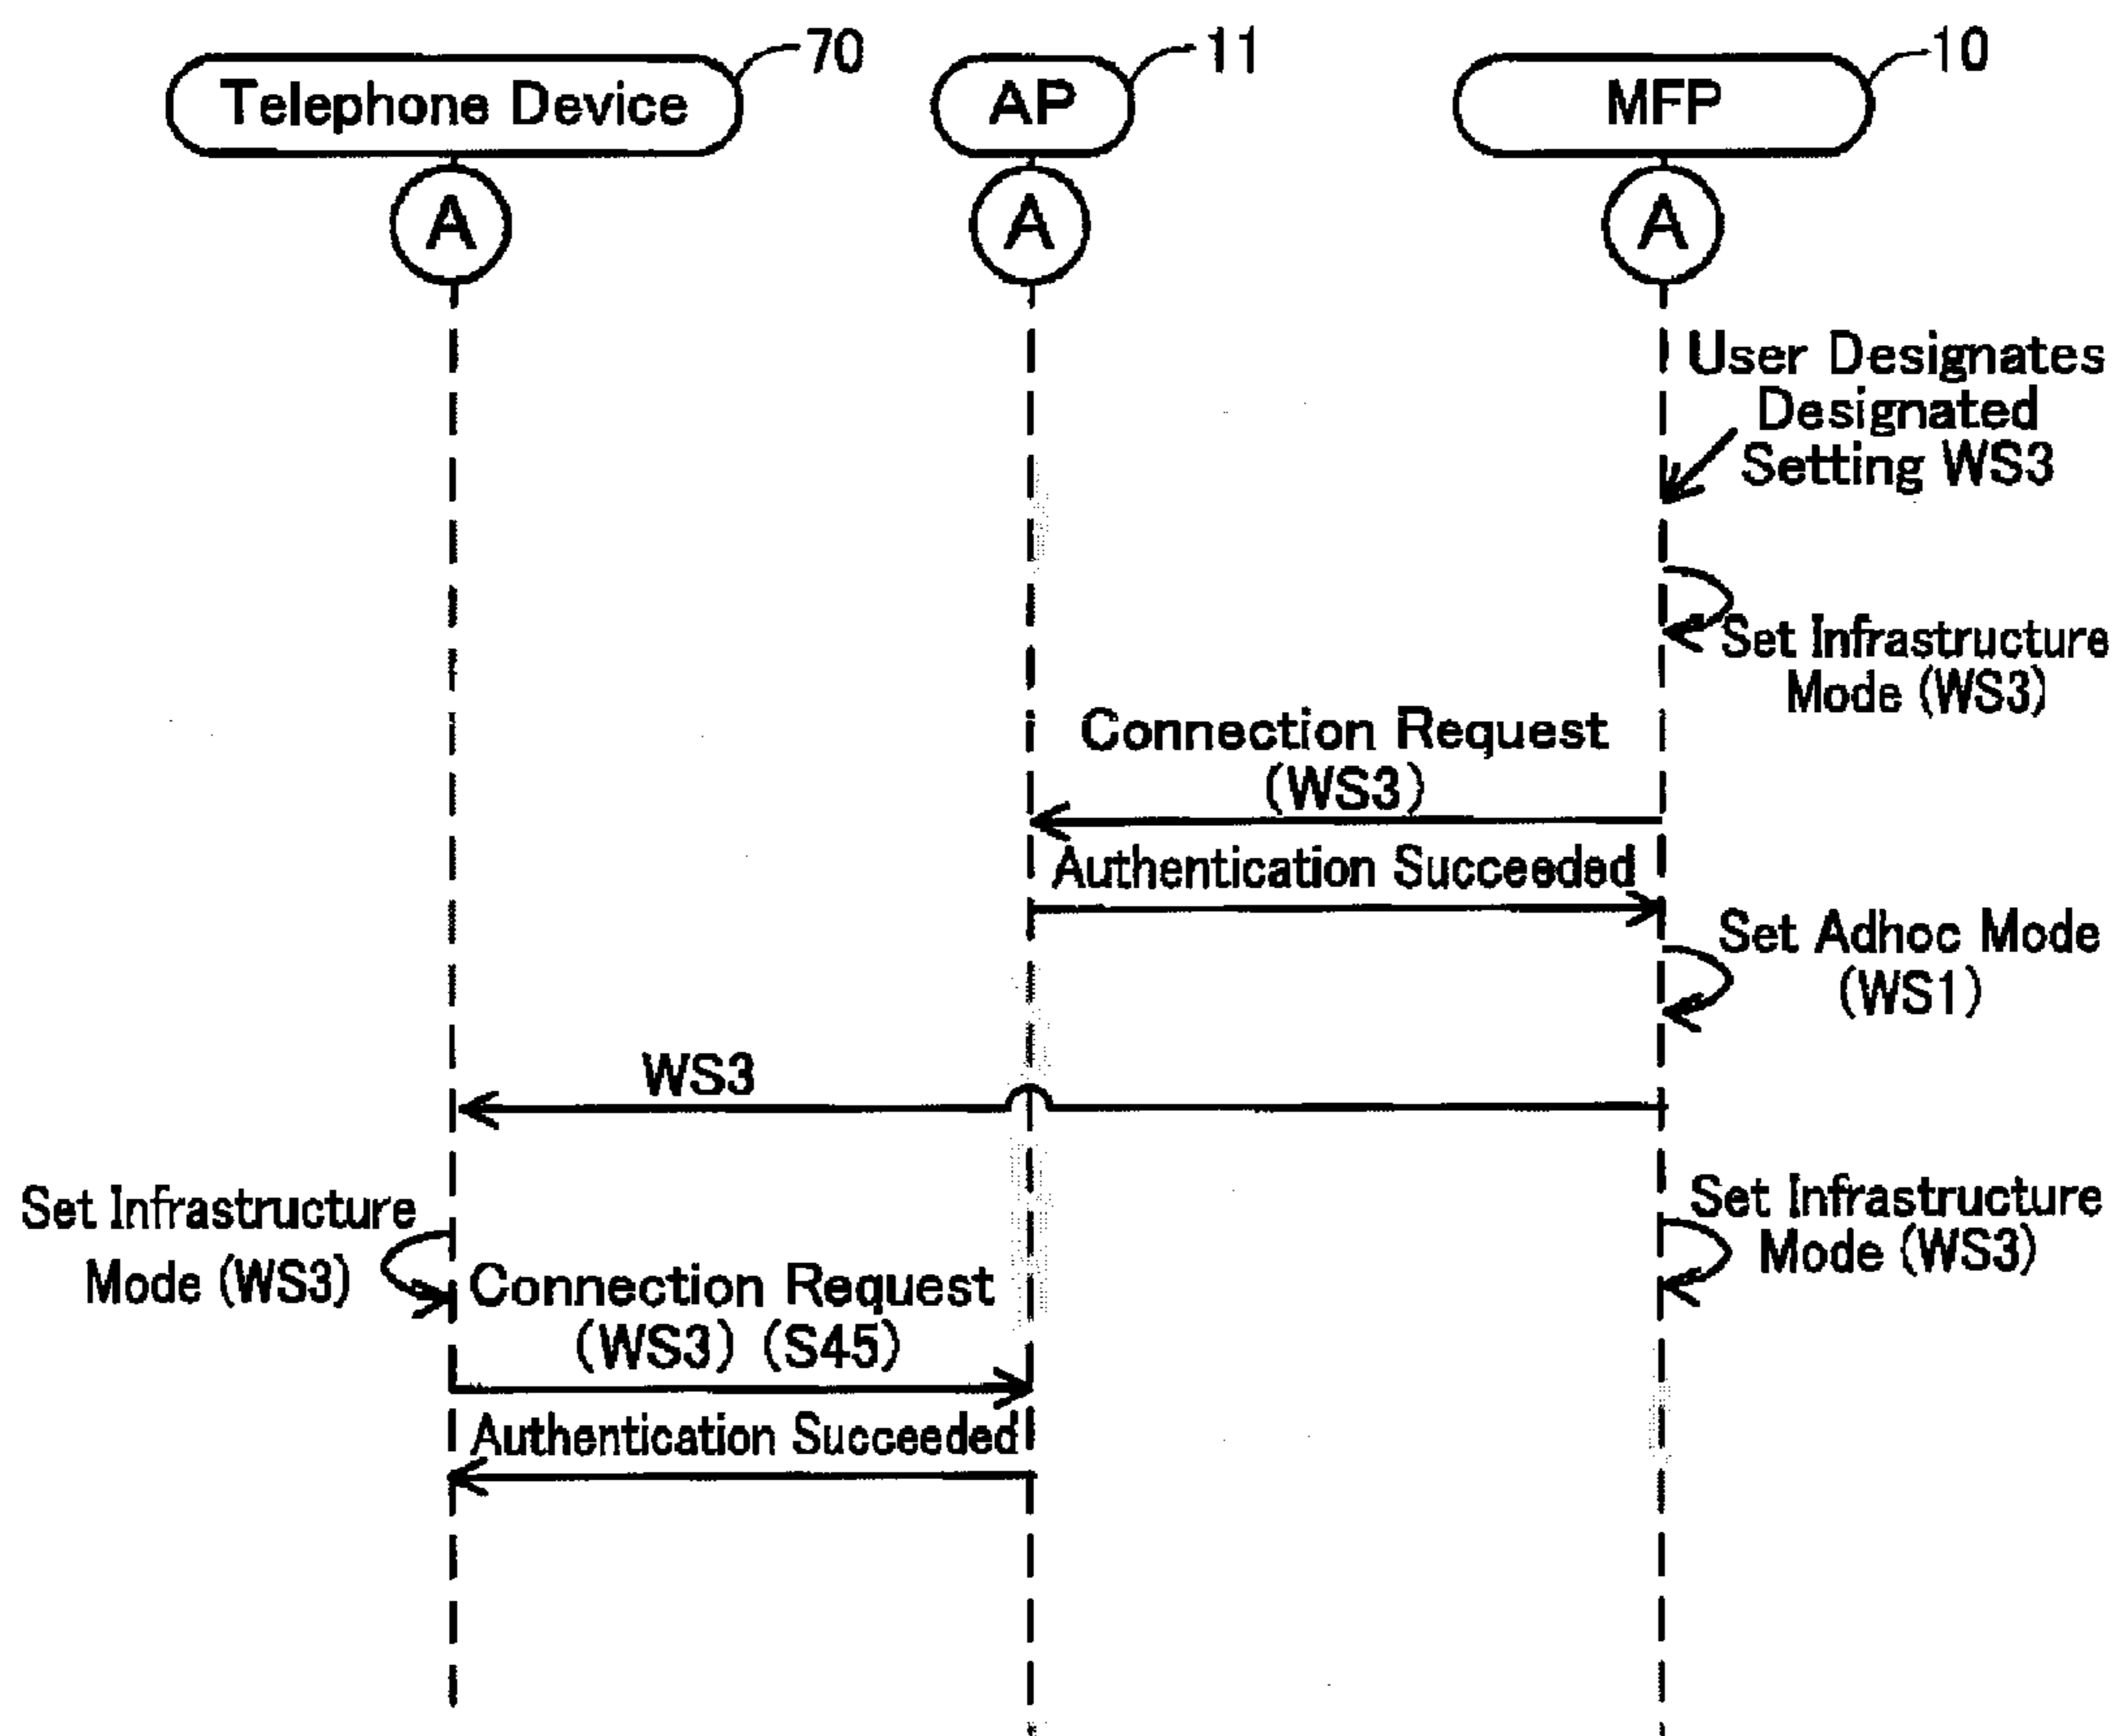 70
11
10
Telephone Device
AP
MFP
A
A
A
User Designates
Designated
Setting WS3
Set Infrastructure
Mode (WS3)
Connection Request
(WS3)
Authentication Succeeded
Set Adhoc Mode
(WS1)
WS3
Set Infrastructure
Mode (WS3)
Set Infrastructure
Mode (WS3)
Connection Request
(WS3) (S45)
Authentication Succeeded